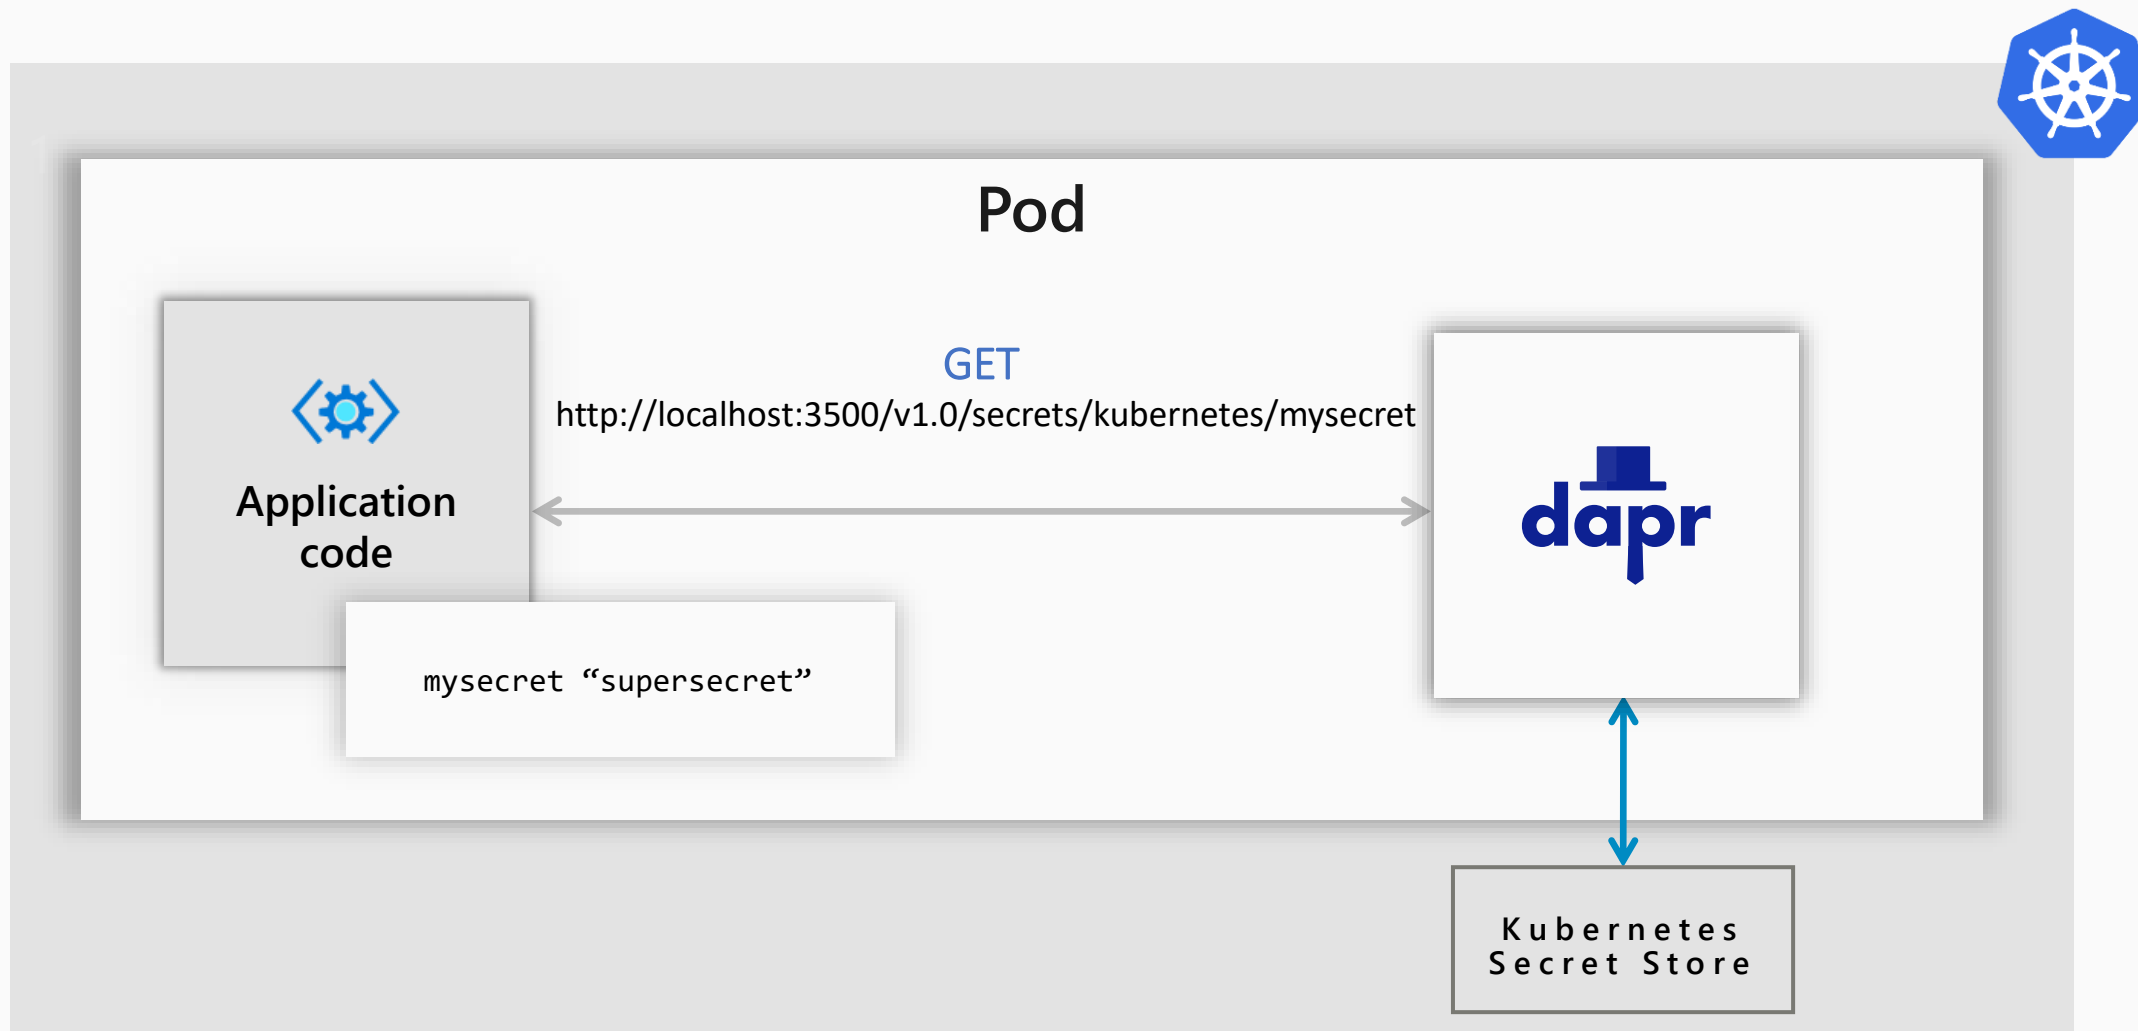 Pod
GET
http://localhost:3500/v1.0/secrets/kubernetes/mysecret
Application
code
dapr
mysecret “supersecret”
Kubernetes
Secret Store